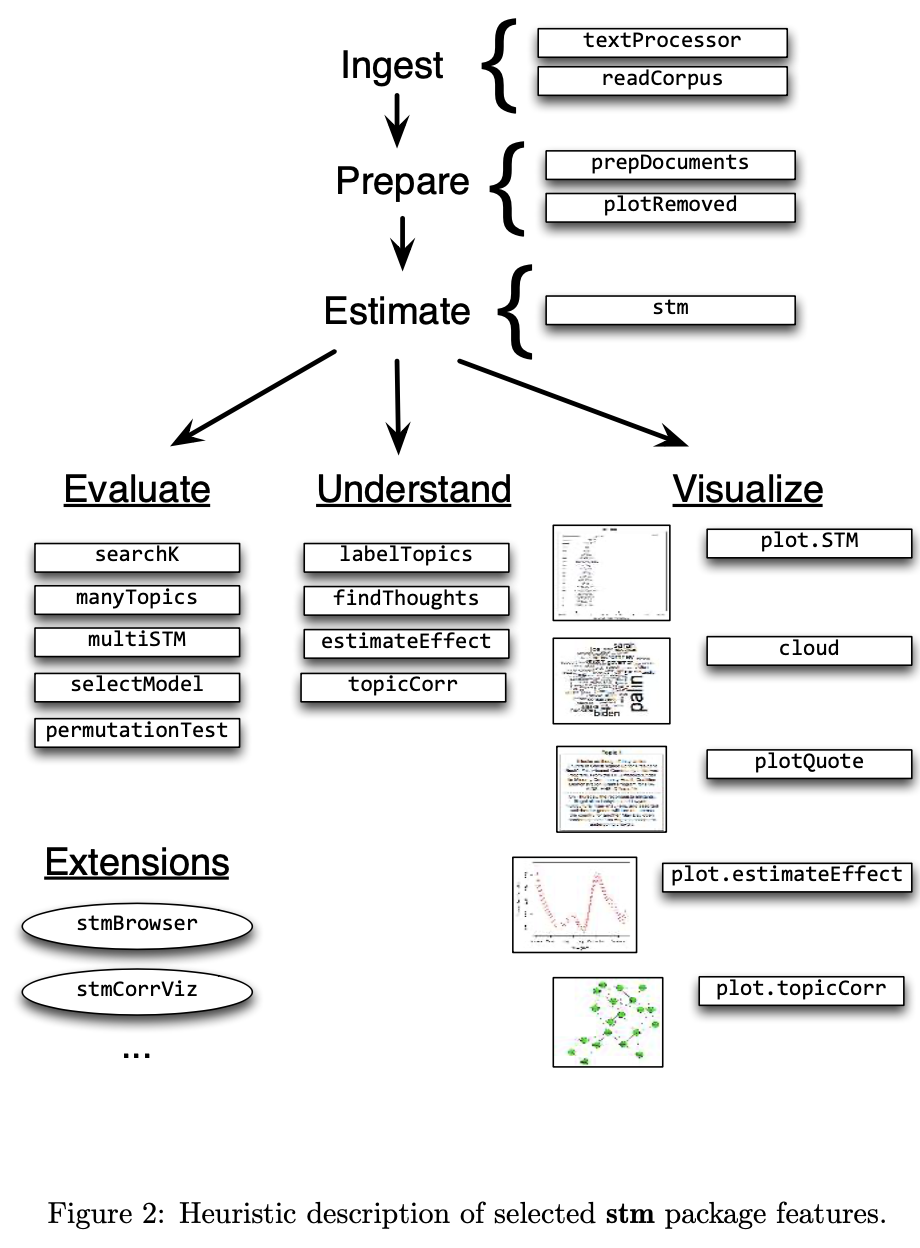 Ingest
textProcessor
readCorpus
Prepare
prepDocuments
plotRemoved
Estimate
stm
Evaluate
searchK
manyTopics
multiSTM
selectModel
permutationTest
Understand
labelTopics
findThoughts
estimateEffect
topicCorr
Visualize
plot.STM
palin
biden
cloud
plotQuote
plot.estimateEffect
plot.topicCorr
Extensions
stmBrowser
stmCorrViz
...
Figure 2: Heuristic description of selected stm package features.